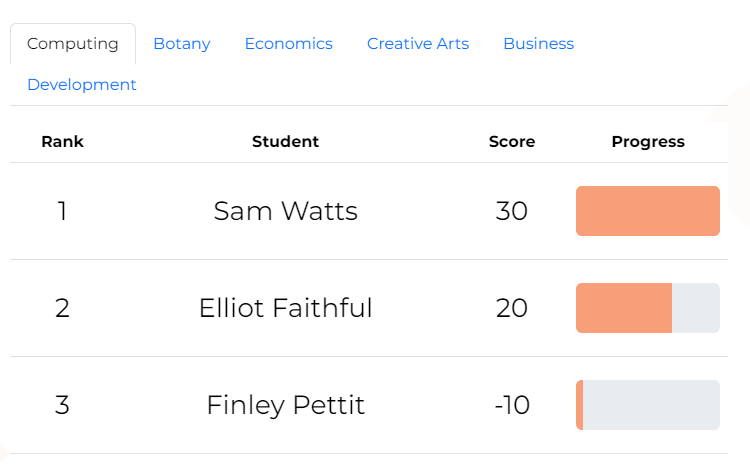 Computing Botany Economics Creative Arts Business
Development
Rank Student Score Progress
1 Sam Watts 30
2 Elliot Faithful 20
3 Finley Pettit -10